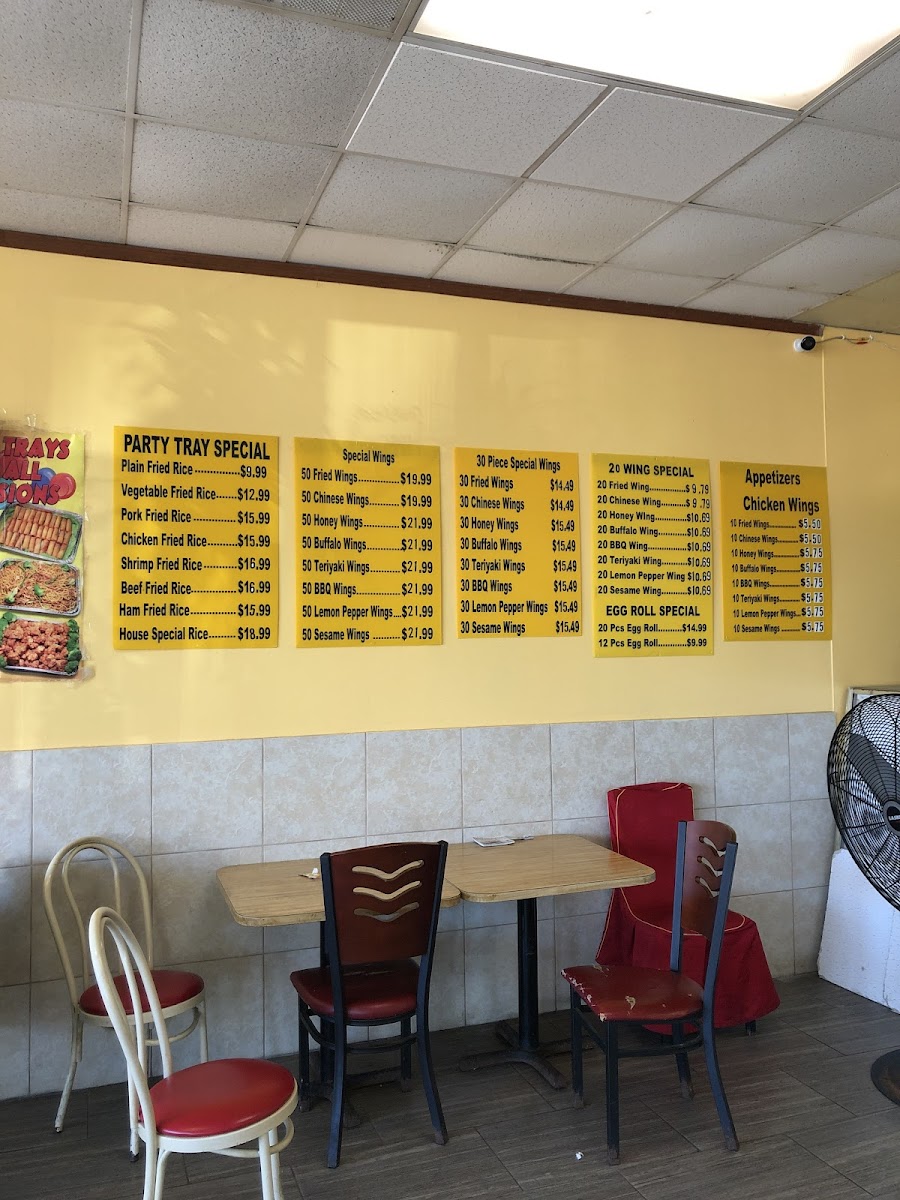 TRAYS
ALL
SIONS
PARTY TRAY SPECIAL
Plain Fried Rice ............... $9.99
Vegetable Fried Rice....... $12.99
Pork Fried Rice .............. $15.99
Chicken Fried Rice........... $15.99
Shrimp Fried Rice ........... $16.99
Beef Fried Rice............... $16.99
Ham Fried Rice............... $15.99
House Special Rice......... $18.99
Special Wings
50 Fried Wings............... $19.99
50 Chinese Wings........... $19.99
50 Honey Wings............. $21.99
50 Buffalo Wings............ $21.99
50 Teriyaki Wings........... $21.99
50 BBQ Wings............... $21.99
50 Lemon Pepper Wings.... $21.99
50 Sesame Wings .......... $21.99
30 Piece Special Wings
30 Fried Wings $14.49
30 Chinese Wings $14.49
30 Honey Wings $15.49
30 Buffalo Wings $15.49
30 Teriyaki Wings $15.49
30 BBQ Wings $15.49
30 Lemon Pepper Wings $15.49
30 Sesame Wings $15.49
20 WING SPECIAL
20 Fried Wing............... $9.79
20 Chinese Wing........... $9.79
20 Honey Wing............. $10.69
20 Buffalo Wing............ $10.69
20 BBQ Wing............... $10.69
20 Teriyaki Wing........... $10.69
20 Lemon Pepper Wing $10.69
20 Sesame Wing........... $10.69
EGG ROLL SPECIAL
20 Pcs Egg Roll............ $14.99
12 Pcs Egg Roll............ $9.99
Appetizers
Chicken Wings
10 Fried Wings............... $5.50
10 Chinese Wings........... $5.50
10 Honey Wings............. $5.75
10 Buffalo Wings............ $5.75
10 BBQ Wings............... $5.75
10 Teriyaki Wings........... $5.75
10 Lemon Pepper Wings.... $5.75
10 Sesame Wings .......... $5.75